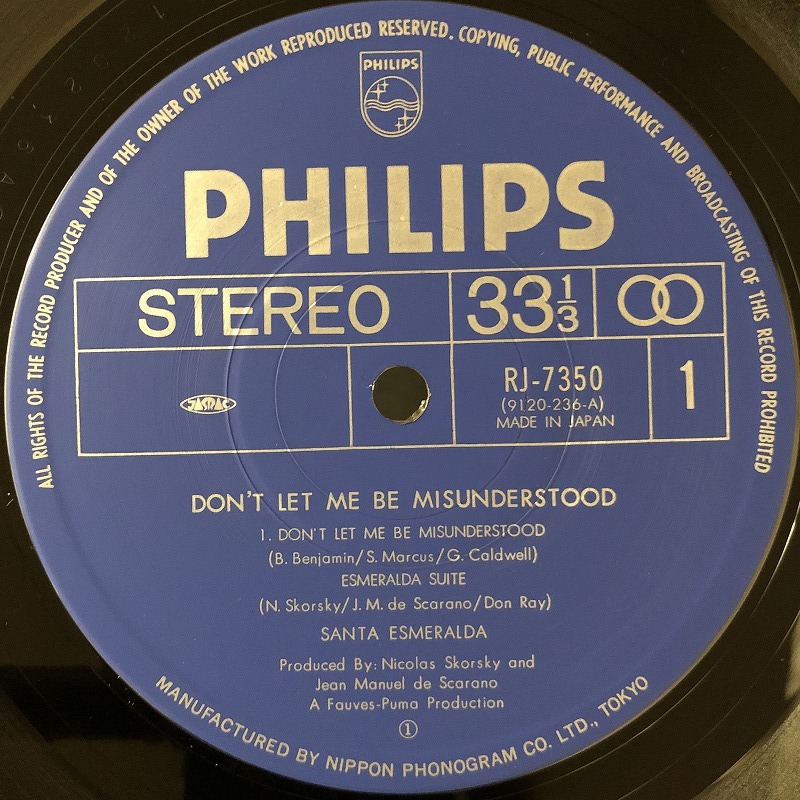 ALL RIGHTS OF THE RECORD PRODUCER AND OF THE OWNER OF THE WORK REPRODUCED RESERVED. COPYING, PUBLIC PERFORMANCE AND BROADCASTING OF THIS RECORD PROHIBITED
PHILIPS
PHILIPS
STEREO 33 1/3
JASRAC
RJ-7350
(9120-236-A)
MADE IN JAPAN
1
DON'T LET ME BE MISUNDERSTOOD
1. DON'T LET ME BE MISUNDERSTOOD
(B. Benjamin/S. Marcus/G. Caldwell)
ESMERALDA SUITE
(N. Skorsky/J. M. de Scarano/Don Ray)
SANTA ESMERALDA
Produced By: Nicolas Skorsky and
Jean Manuel de Scarano
A Fauves-Puma Production
①
MANUFACTURED BY NIPPON PHONOGRAM CO. LTD., TOKYO